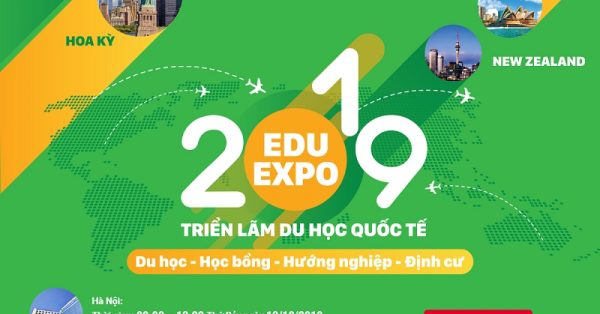 HOA KỲ
NEW ZEALAND
2019
EDU
EXPO
TRIỂN LÃM DU HỌC QUỐC TẾ
Du học - Học bổng - Hướng nghiệp - Định cư
Hà Nội: